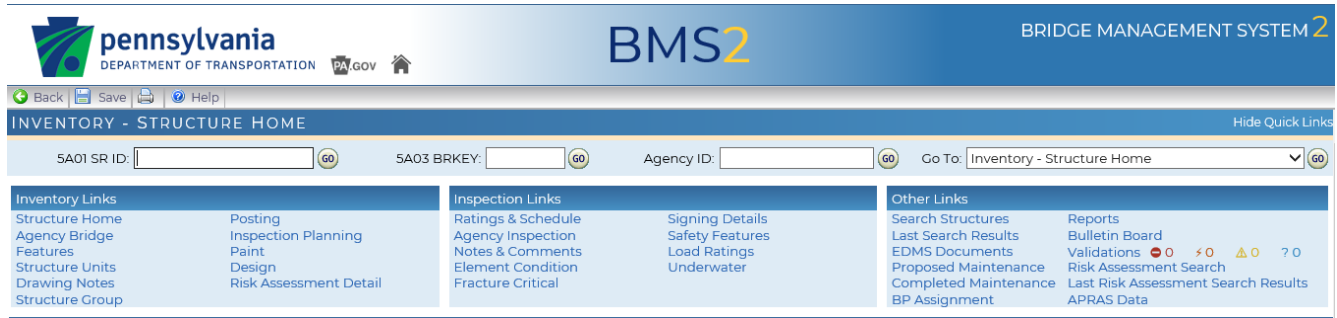 pennsylvania
DEPARTMENT OF TRANSPORTATION
PA.GOV
BMS2
BRIDGE MANAGEMENT SYSTEM 2
Back Save Help
INVENTORY - STRUCTURE HOME
Hide Quick Links
5A01 SR ID: GO 5A03 BRKEY: GO Agency ID: GO Go To: Inventory - Structure Home GO
Inventory Links
Structure Home Posting
Agency Bridge Inspection Planning
Features Paint
Structure Units Design
Drawing Notes Risk Assessment Detail
Structure Group
Inspection Links
Ratings & Schedule Signing Details
Agency Inspection Safety Features
Notes & Comments Load Ratings
Element Condition Underwater
Fracture Critical
Other Links
Search Structures Reports
Last Search Results Bulletin Board
EDMS Documents Validations 0 0 0 ? 0
Proposed Maintenance Risk Assessment Search
Completed Maintenance Last Risk Assessment Search Results
BP Assignment APRAS Data